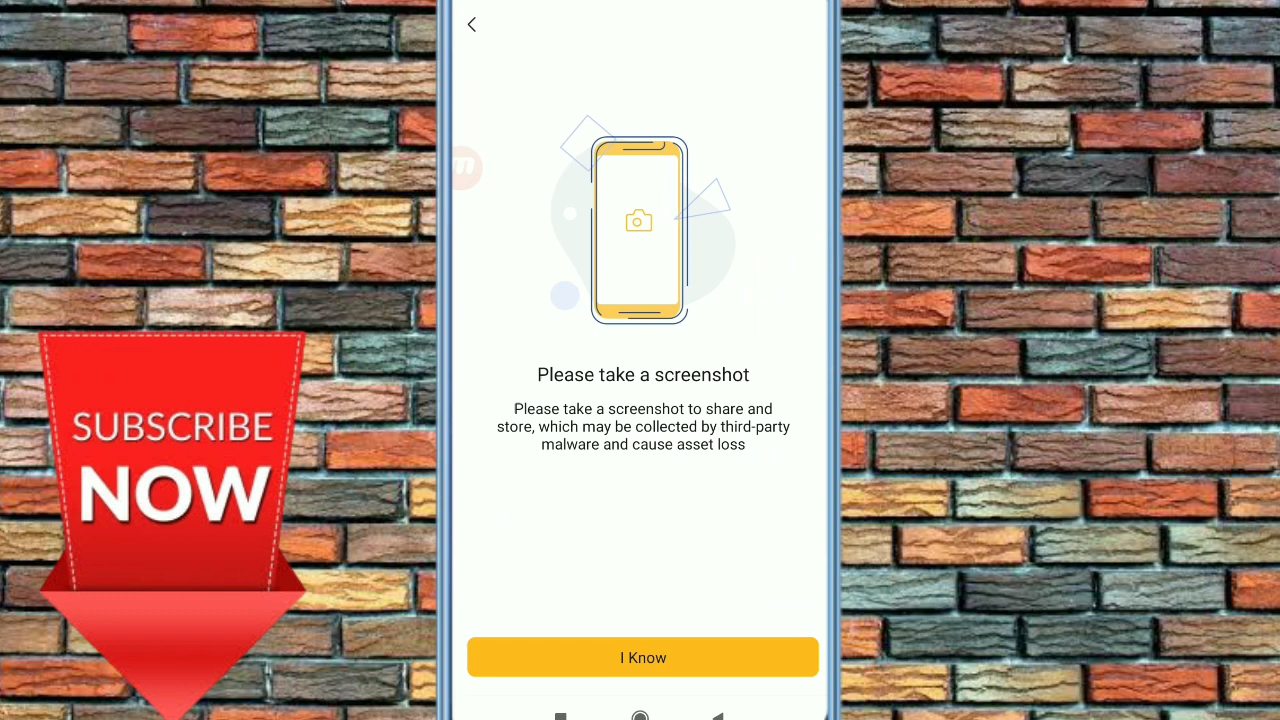 Please take a screenshot
Please take a screenshot to share and
store, which may be collected by third-party
malware and cause asset loss
I Know
SUBSCRIBE
NOW